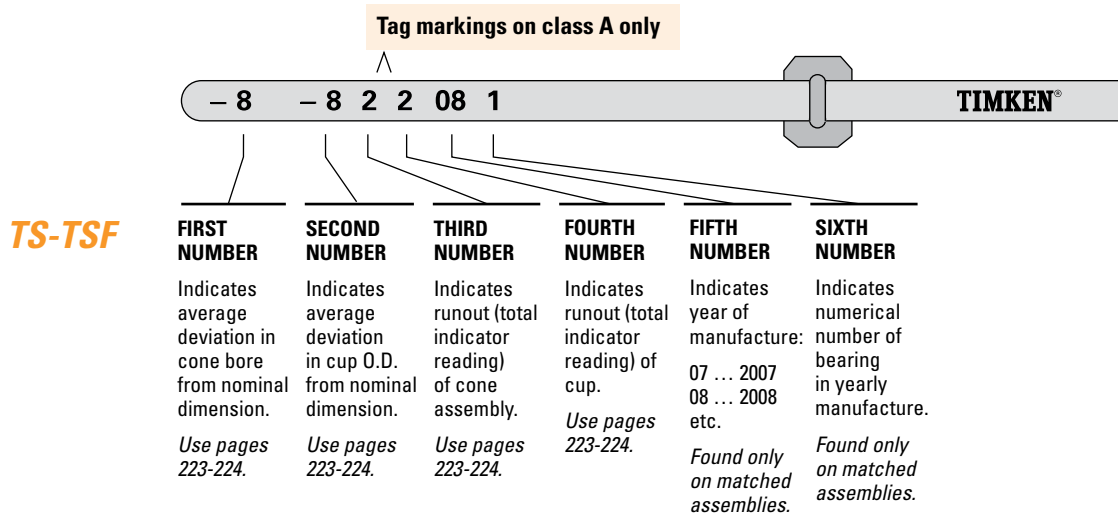 Tag markings on class A only
– 8 – 8 2 2 08 1 TIMKEN®
TS-TSF
FIRST
NUMBER
Indicates
average
deviation in
cone bore
from nominal
dimension.
Use pages
223-224.
SECOND
NUMBER
Indicates
average
deviation
in cup O.D.
from nominal
dimension.
Use pages
223-224.
THIRD
NUMBER
Indicates
runout (total
indicator
reading)
of cone
assembly.
Use pages
223-224.
FOURTH
NUMBER
Indicates
runout (total
indicator
reading) of
cup.
Use pages
223-224.
FIFTH
NUMBER
Indicates
year of
manufacture:
07 … 2007
08 … 2008
etc.
Found only
on matched
assemblies.
SIXTH
NUMBER
Indicates
numerical
number of
bearing
in yearly
manufacture.
Found only
on matched
assemblies.